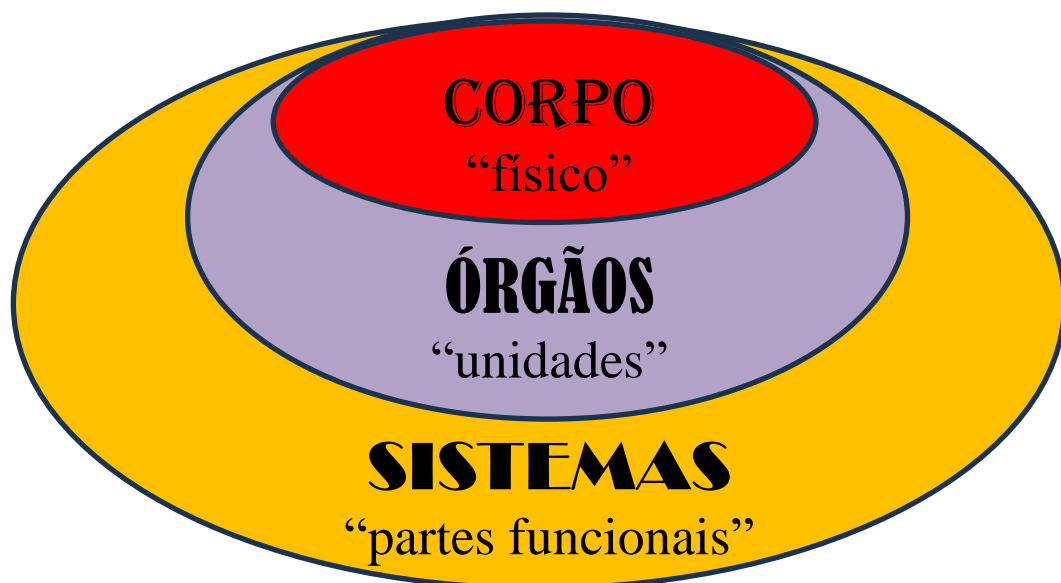 CORPO
“físico”
ÓRGÃOS
“unidades”
SISTEMAS
“partes funcionais”